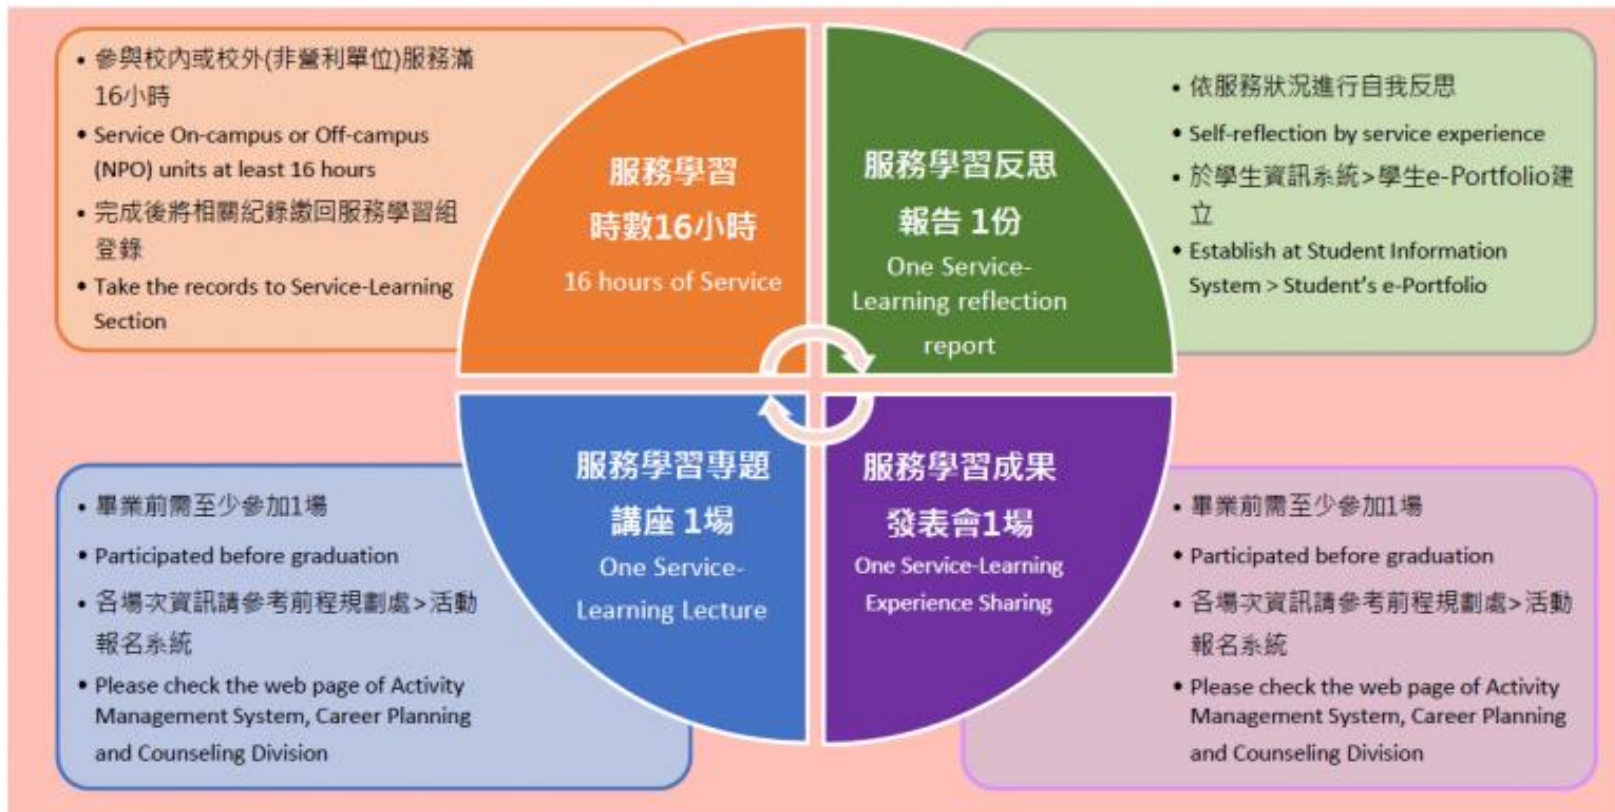 • 參與校內或校外(非營利單位)服務滿
16小時
• Service On-campus or Off-campus
(NPO) units at least 16 hours
• 完成後將相關紀錄繳回服務學習組
登錄
• Take the records to Service-Learning
Section
服務學習
時數16小時
16 hours of Service
服務學習反思
報告 1份
One Service-
Learning reflection
report
• 依服務狀況進行自我反思
• Self-reflection by service experience
• 於學生資訊系統>學生e-Portfolio建
立
• Establish at Student Information
System > Student's e-Portfolio
• 畢業前需至少參加1場
• Participated before graduation
• 各場次資訊請參考前程規劃處>活動
報名系統
• Please check the web page of Activity
Management System, Career Planning
and Counseling Division
服務學習專題
講座 1場
One Service-
Learning Lecture
服務學習成果
發表會1場
One Service-Learning
Experience Sharing
• 畢業前需至少參加1場
• Participated before graduation
• 各場次資訊請參考前程規劃處>活動
報名系統
• Please check the web page of Activity
Management System, Career Planning
and Counseling Division